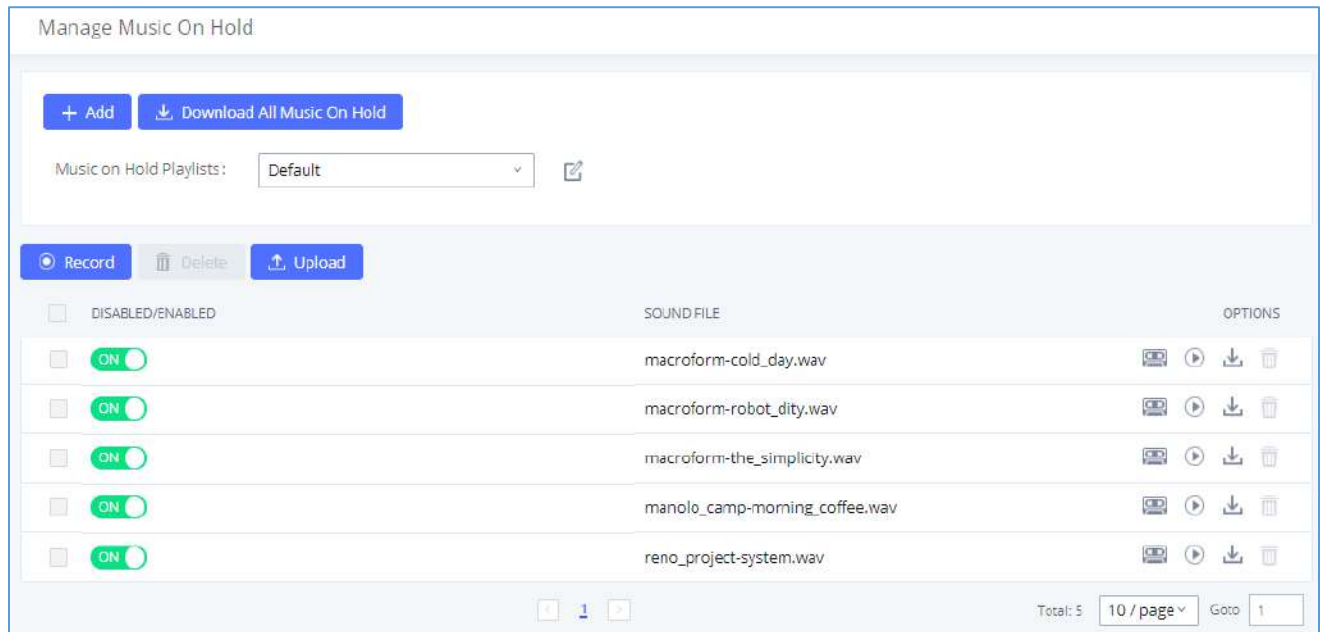 Manage Music On Hold
+ Add Download All Music On Hold
Music on Hold Playlists: Default
Record Delete Upload
DISABLED/ENABLED SOUND FILE OPTIONS
ON macroform-cold_day.wav
ON macroform-robot_dity.wav
ON macroform-the_simplicity.wav
ON manolo_camp-morning_coffee.wav
ON reno_project-system.wav
< 1 > Total: 5 10 / page Goto 1